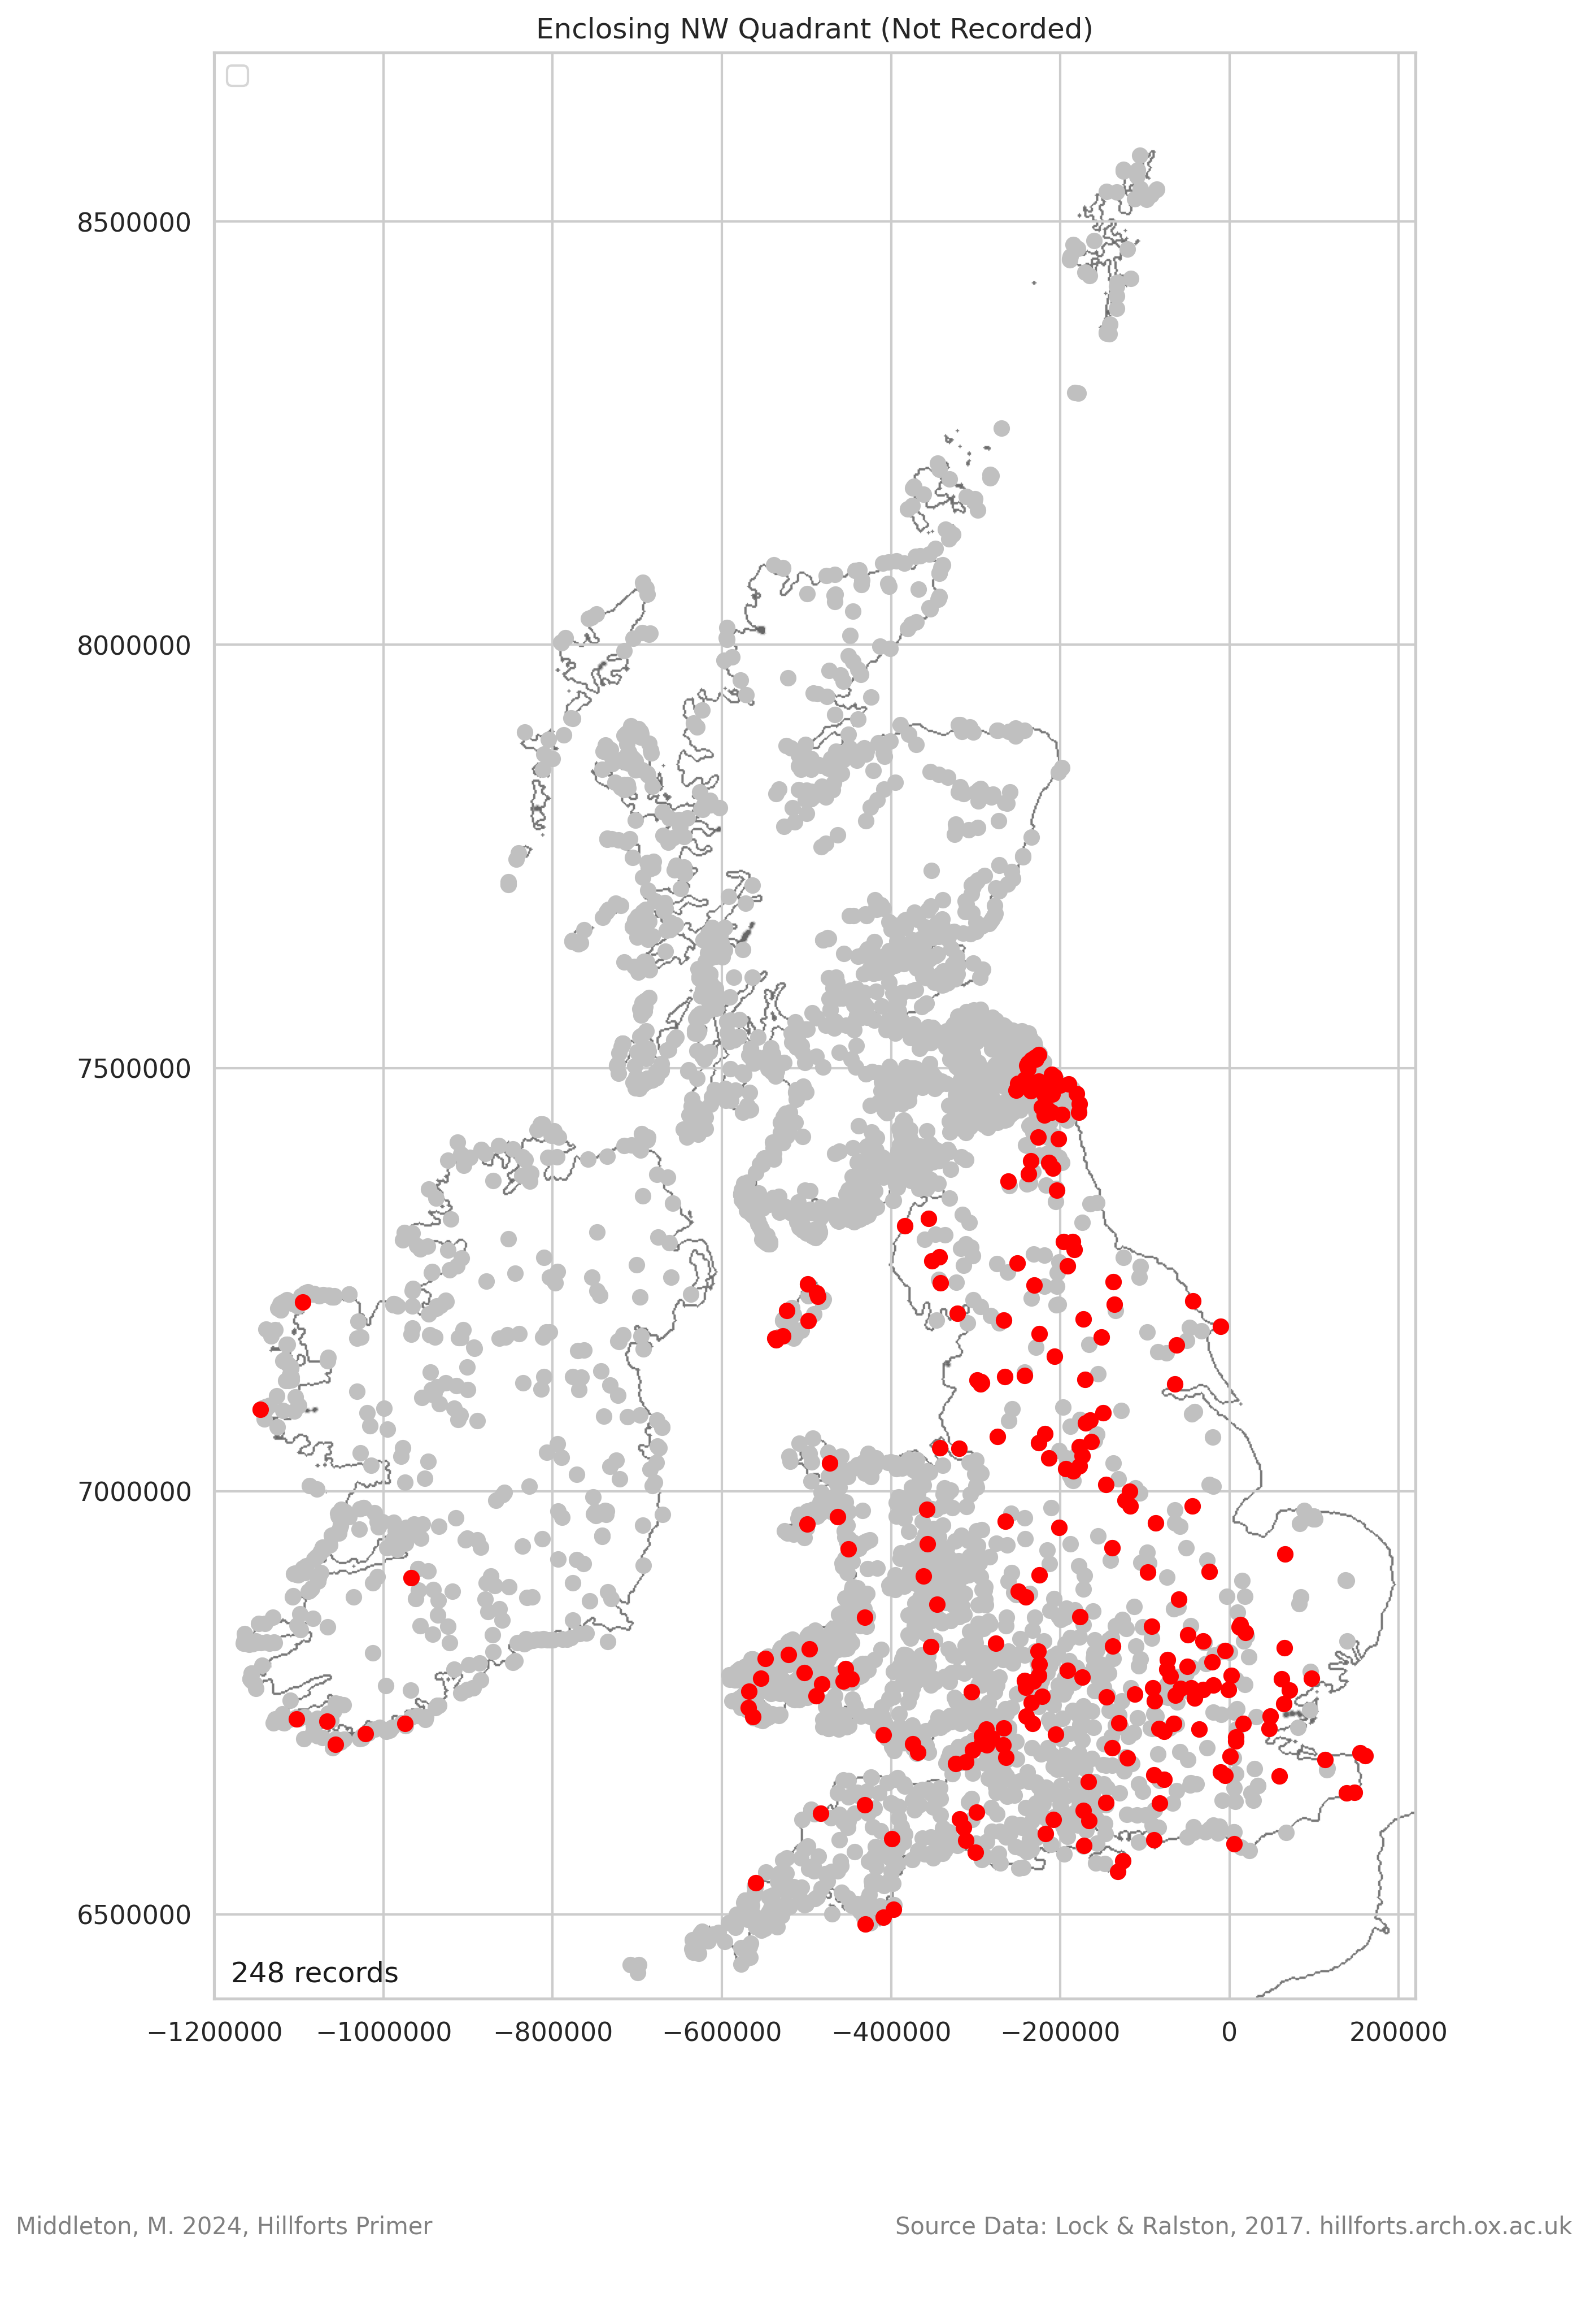 Enclosing NW Quadrant (Not Recorded)
8500000
8000000
7500000
7000000
6500000
248 records
−1200000 −1000000 −800000 −600000 −400000 −200000 0 200000
Middleton, M. 2024, Hillforts Primer
Source Data: Lock & Ralston, 2017. hillforts.arch.ox.ac.uk